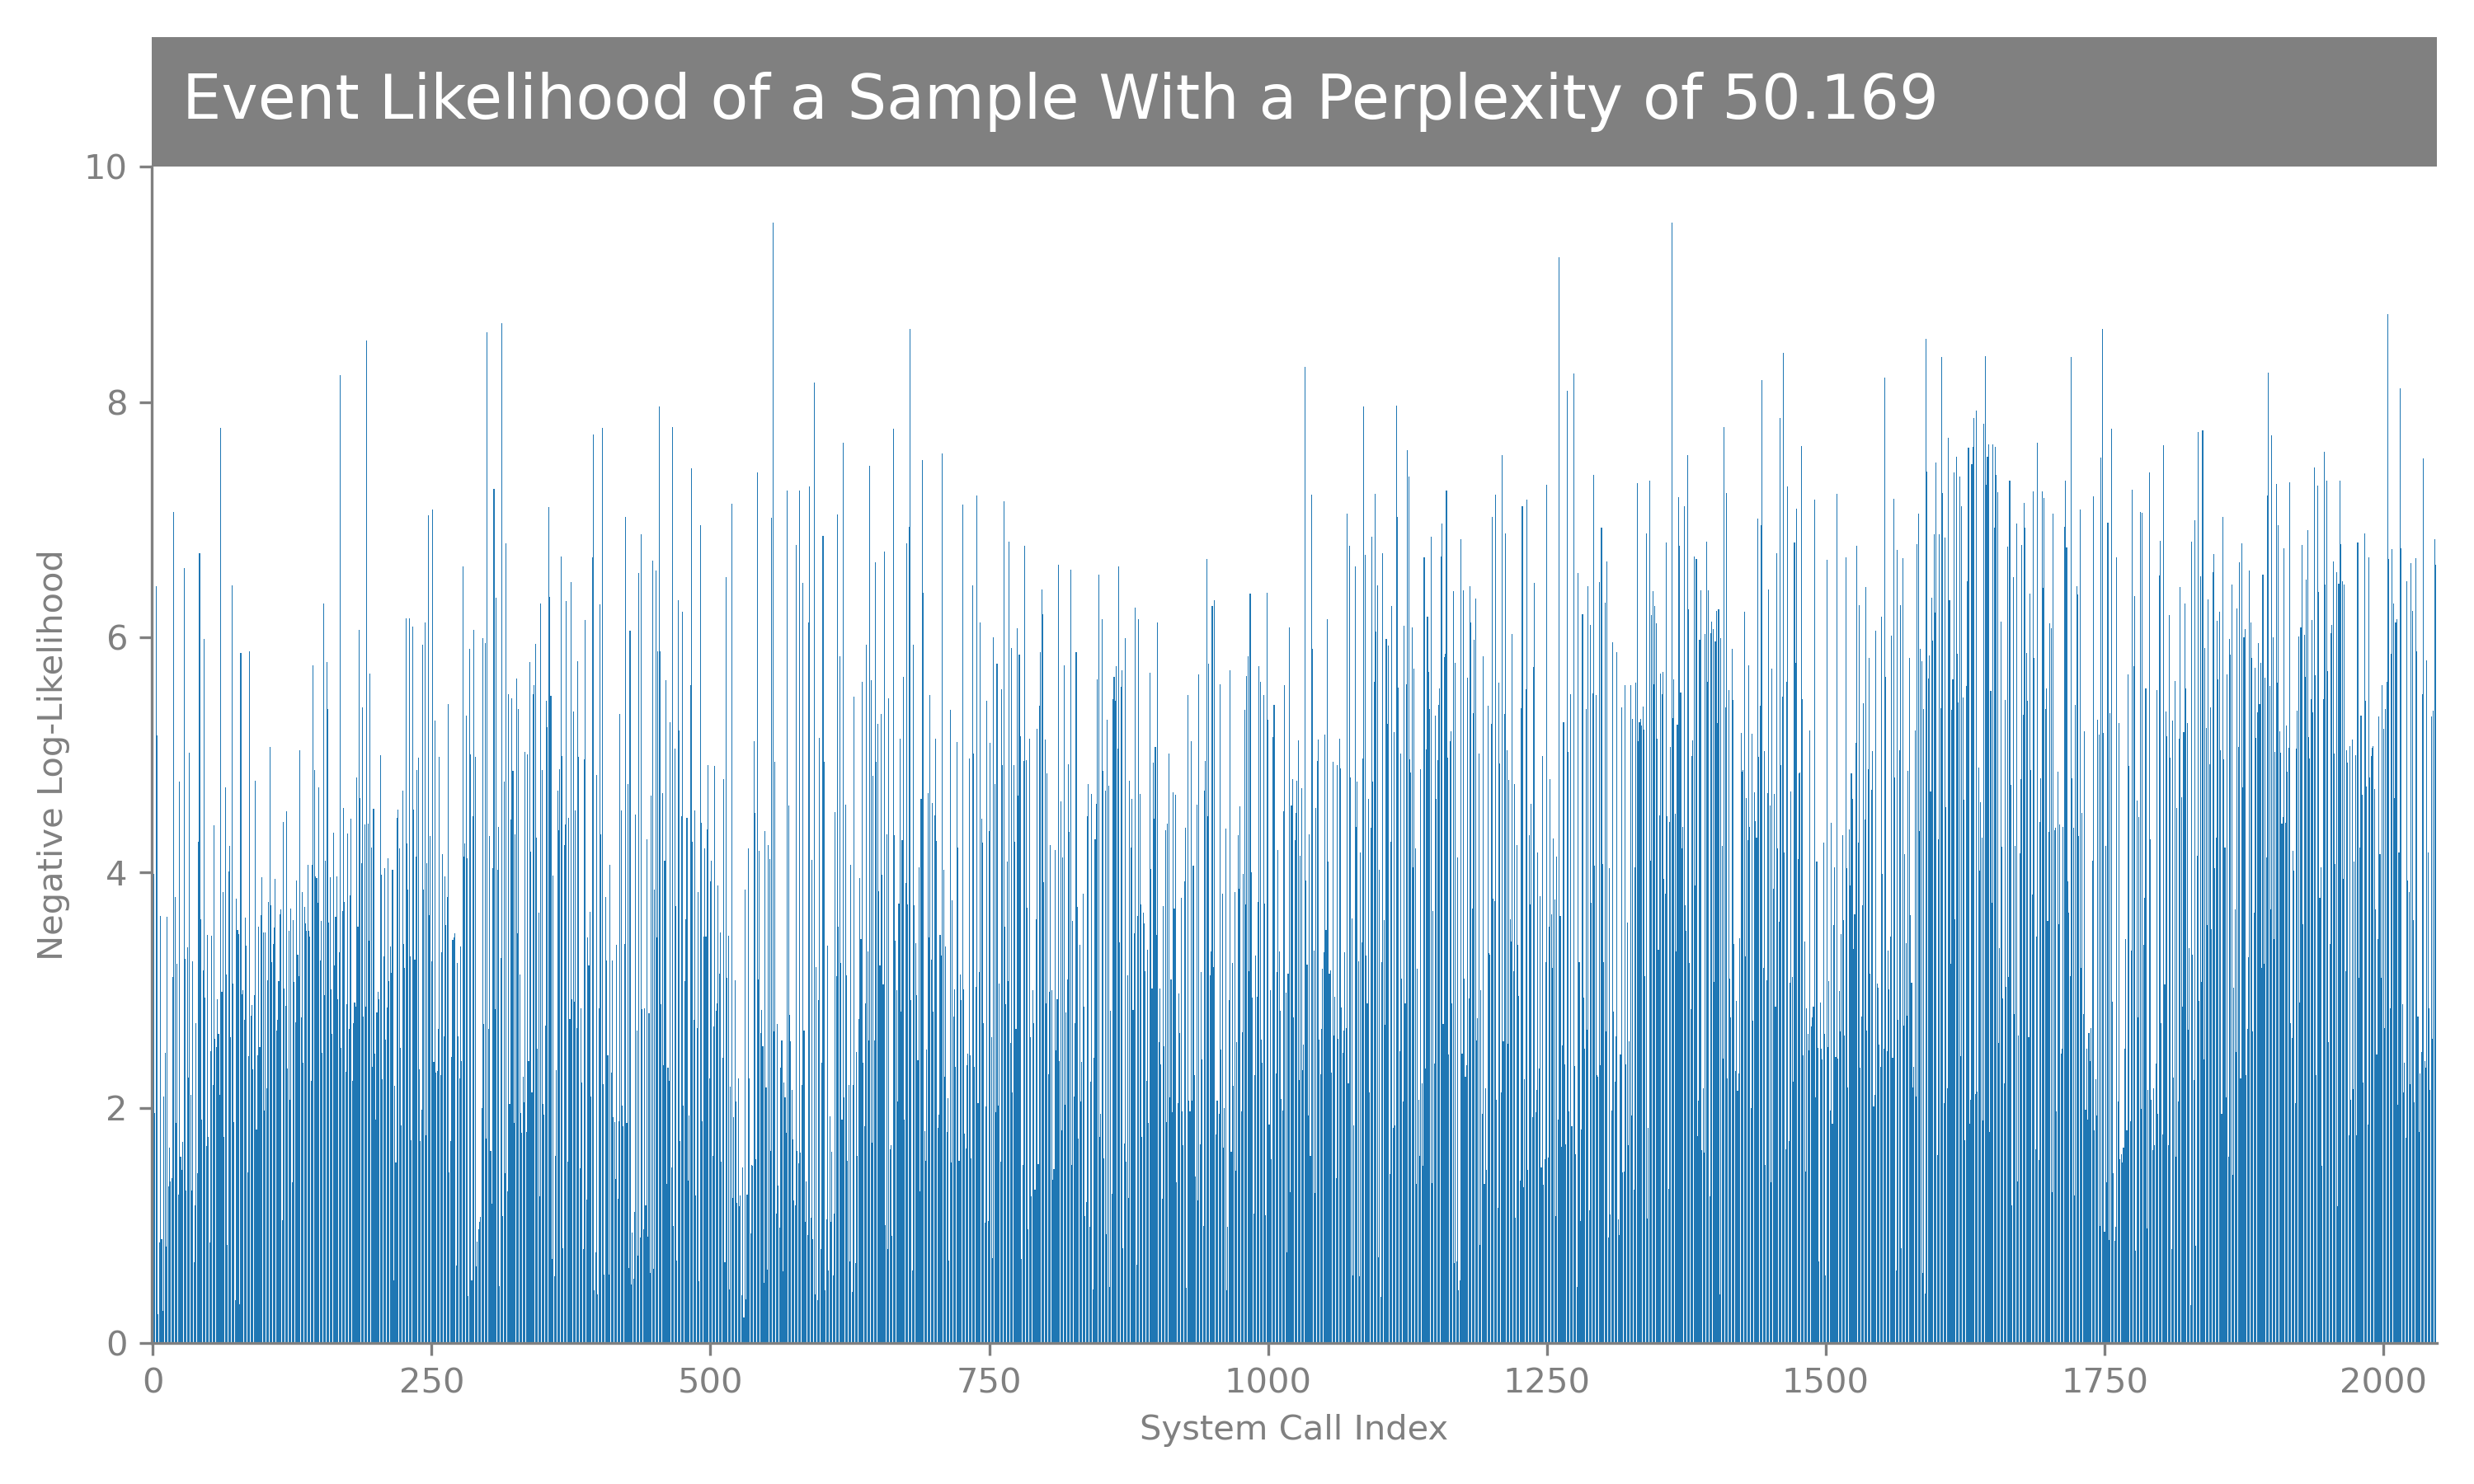 Event Likelihood of a Sample With a Perplexity of 50.169
10
8
6
4
2
0
Negative Log-Likelihood
0 250 500 750 1000 1250 1500 1750 2000
System Call Index